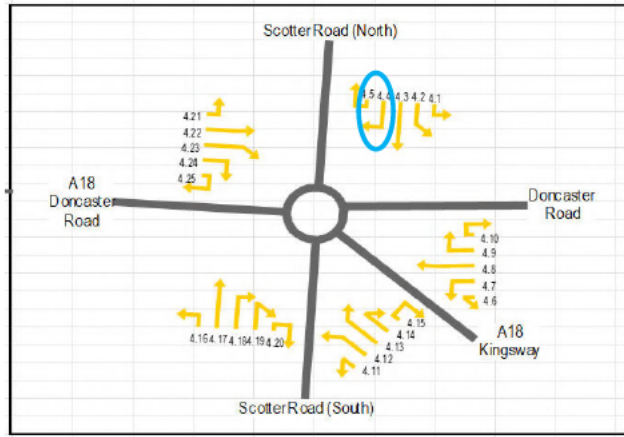 Scotter Road (North)
4.5 4.4 4.3 4.2 4.1
4.21
4.22
4.23
4.24
4.25
A18
Doncaster
Road
Doncaster
Road
4.10
4.9
4.8
4.7
4.6
A18
Kingsway
4.15
4.14
4.13
4.12
4.11
4.16 4.17 4.18 4.19 4.20
Scotter Road (South)